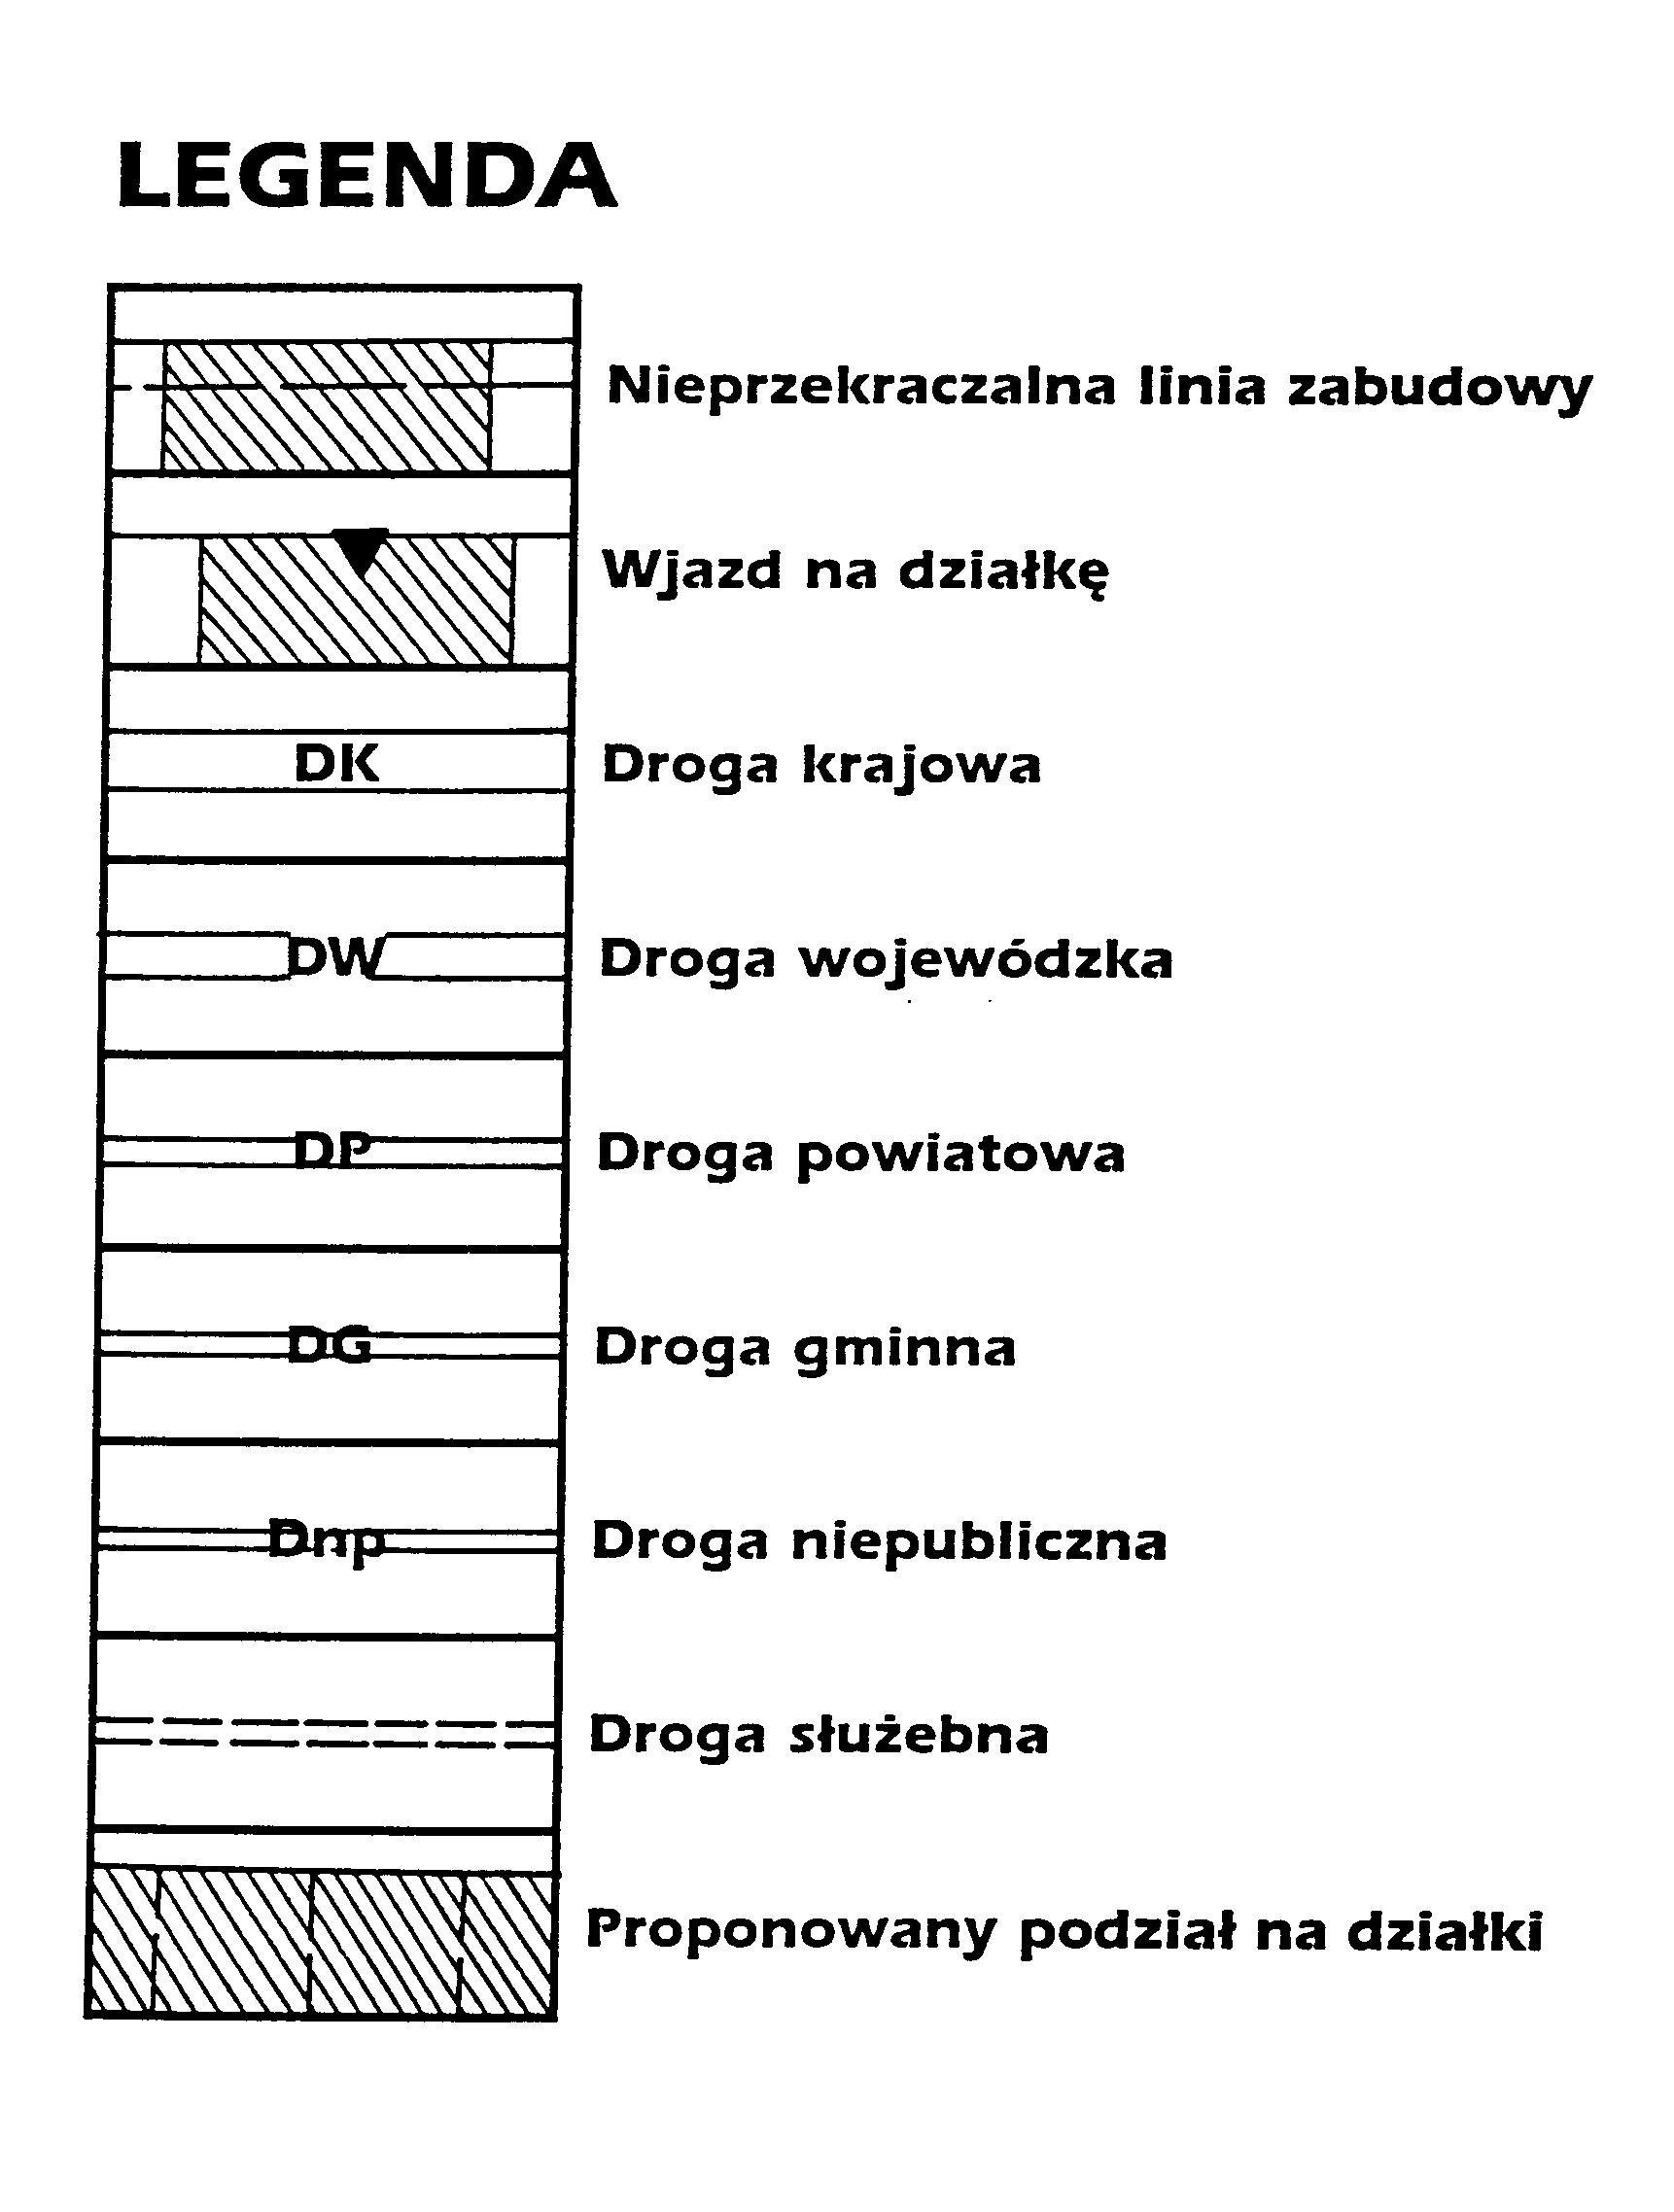 LEGENDA
Nieprzekraczalna linia zabudowy
Wjazd na działkę
DK Droga krajowa
DW Droga wojewódzka
DP Droga powiatowa
DG Droga gminna
Dnp Droga niepubliczna
Droga służebna
Proponowany podział na działki